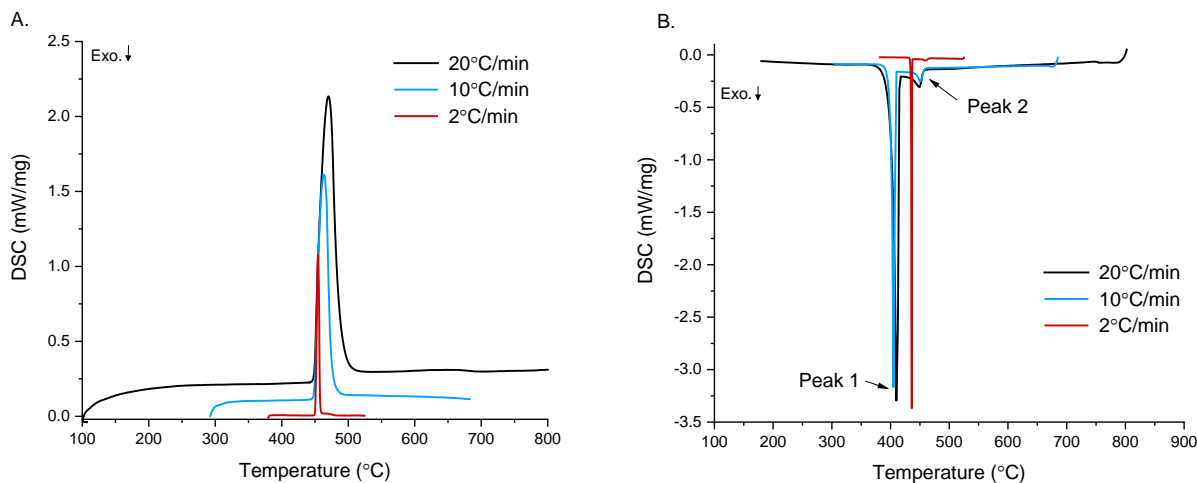 A.
Exo. ↓
20°C/min
10°C/min
2°C/min
DSC (mW/mg)
2.5
2.0
1.5
1.0
0.5
0.0
100 200 300 400 500 600 700 800
Temperature (°C)
B.
Exo. ↓
Peak 2
Peak 1
20°C/min
10°C/min
2°C/min
DSC (mW/mg)
0.0
-0.5
-1.0
-1.5
-2.0
-2.5
-3.0
-3.5
100 200 300 400 500 600 700 800 900
Temperature (°C)